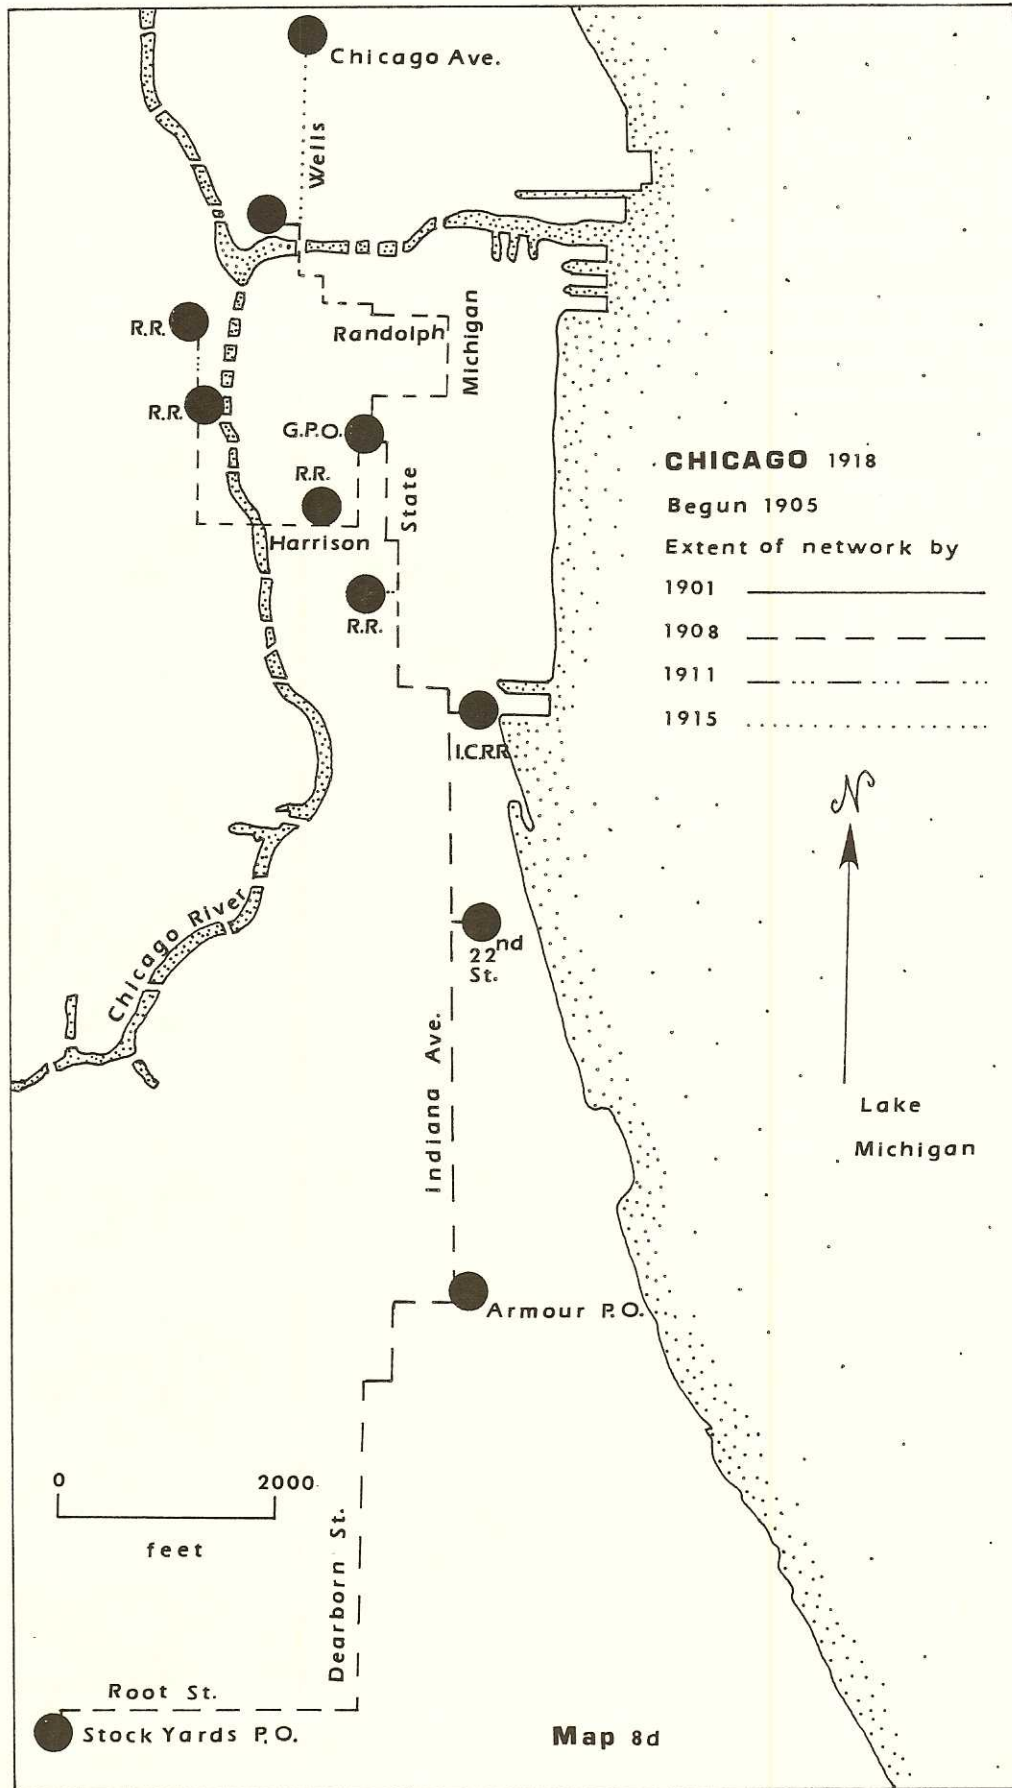 Chicago Ave.
Wells
R.R.
Randolph
Michigan
R.R.
G.P.O.
R.R.
State
Harrison
R.R.
CHICAGO 1918
Begun 1905
Extent of network by
1901
1908
1911
1915
I.C.R.R
N
Chicago River
22nd
St.
Indiana Ave.
Lake
Michigan
Armour P.O.
0 2000
feet
Dearborn St.
Root St.
Stock Yards P.O.
Map 8d